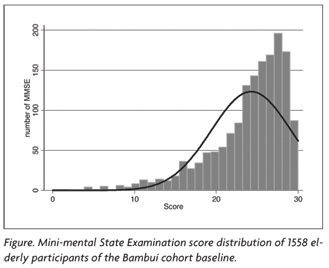 200
150
100
50
0
number of MMSE
0 10 20 30
Score
Figure. Mini-mental State Examination score distribution of 1558 el-
derly participants of the Bambui cohort baseline.